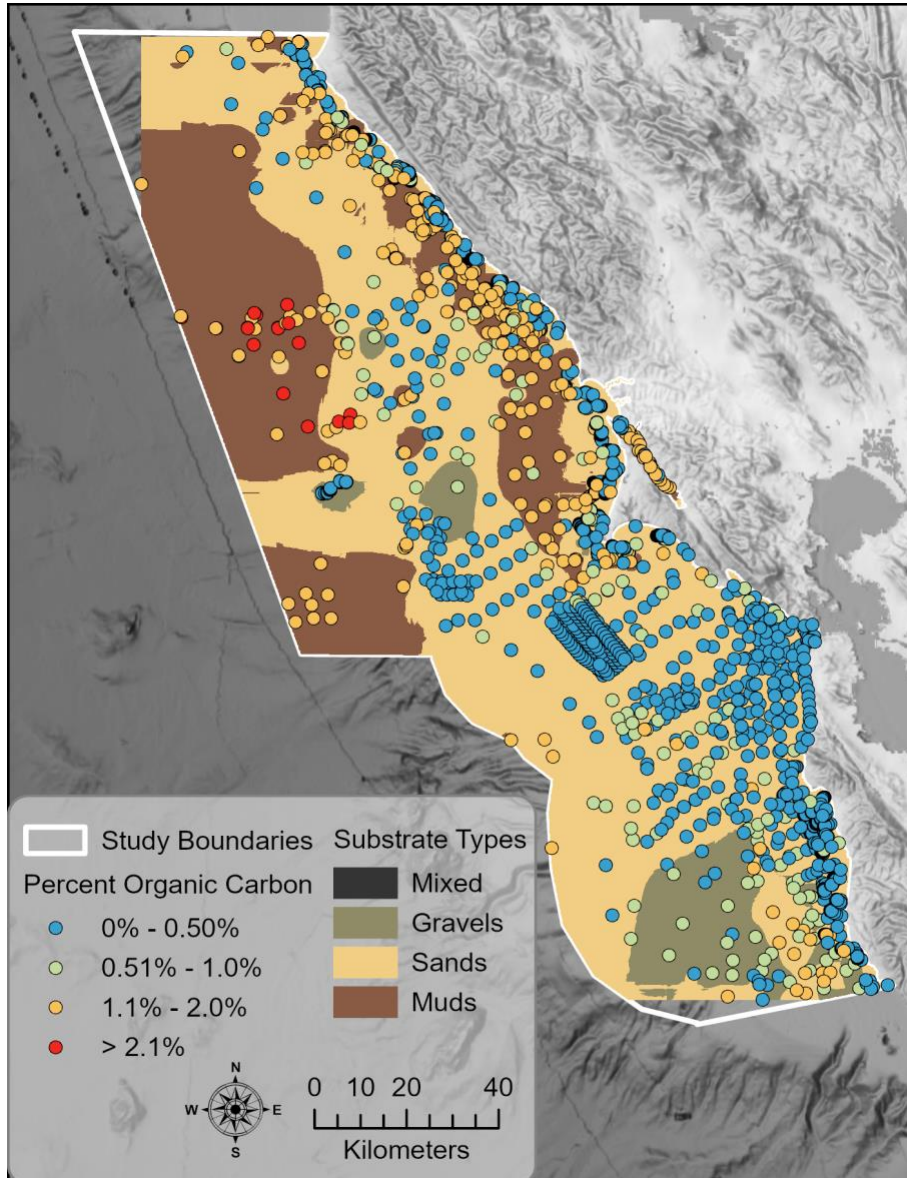 Study Boundaries
Percent Organic Carbon
0% - 0.50%
0.51% - 1.0%
1.1% - 2.0%
> 2.1%
Substrate Types
Mixed
Gravels
Sands
Muds
N
W E
S
0 10 20 40
Kilometers